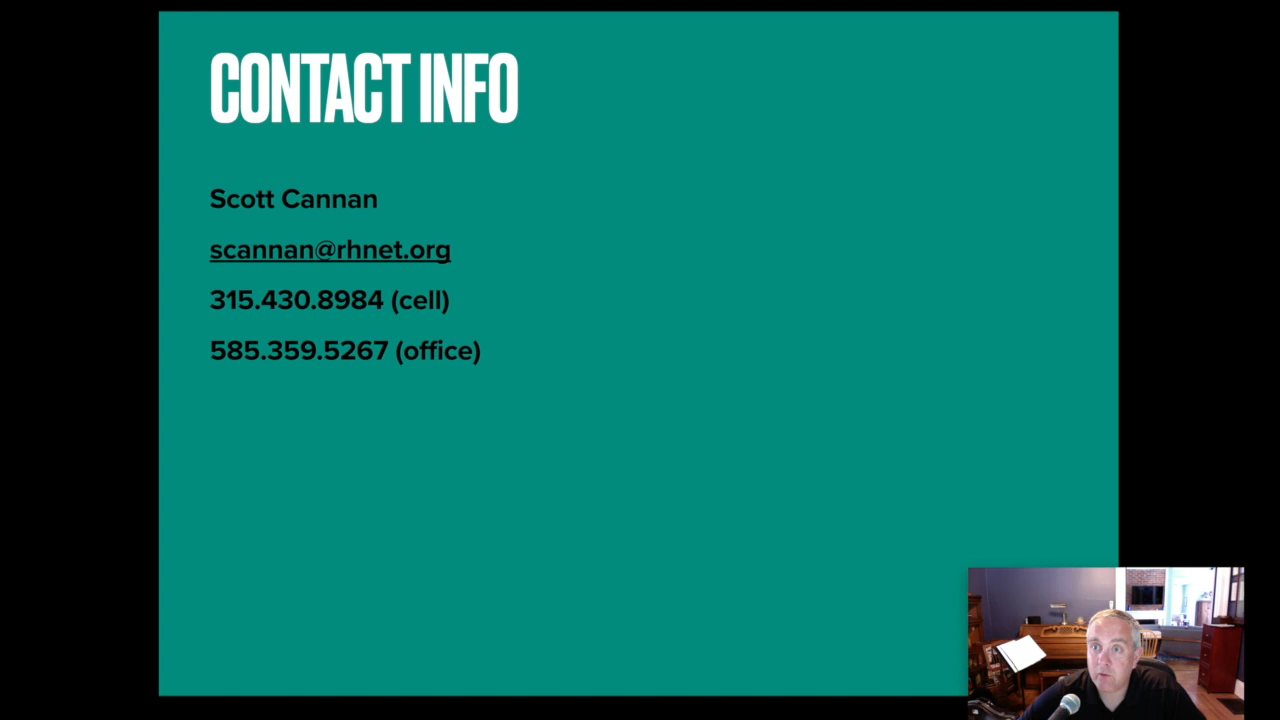 CONTACT INFO
Scott Cannan
scannan@rhnet.org
315.430.8984 (cell)
585.359.5267 (office)